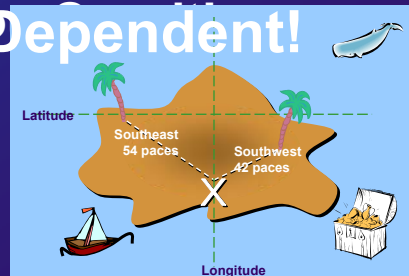 Dependent!
Latitude
Southeast
54 paces
Southwest
42 paces
X
Longitude